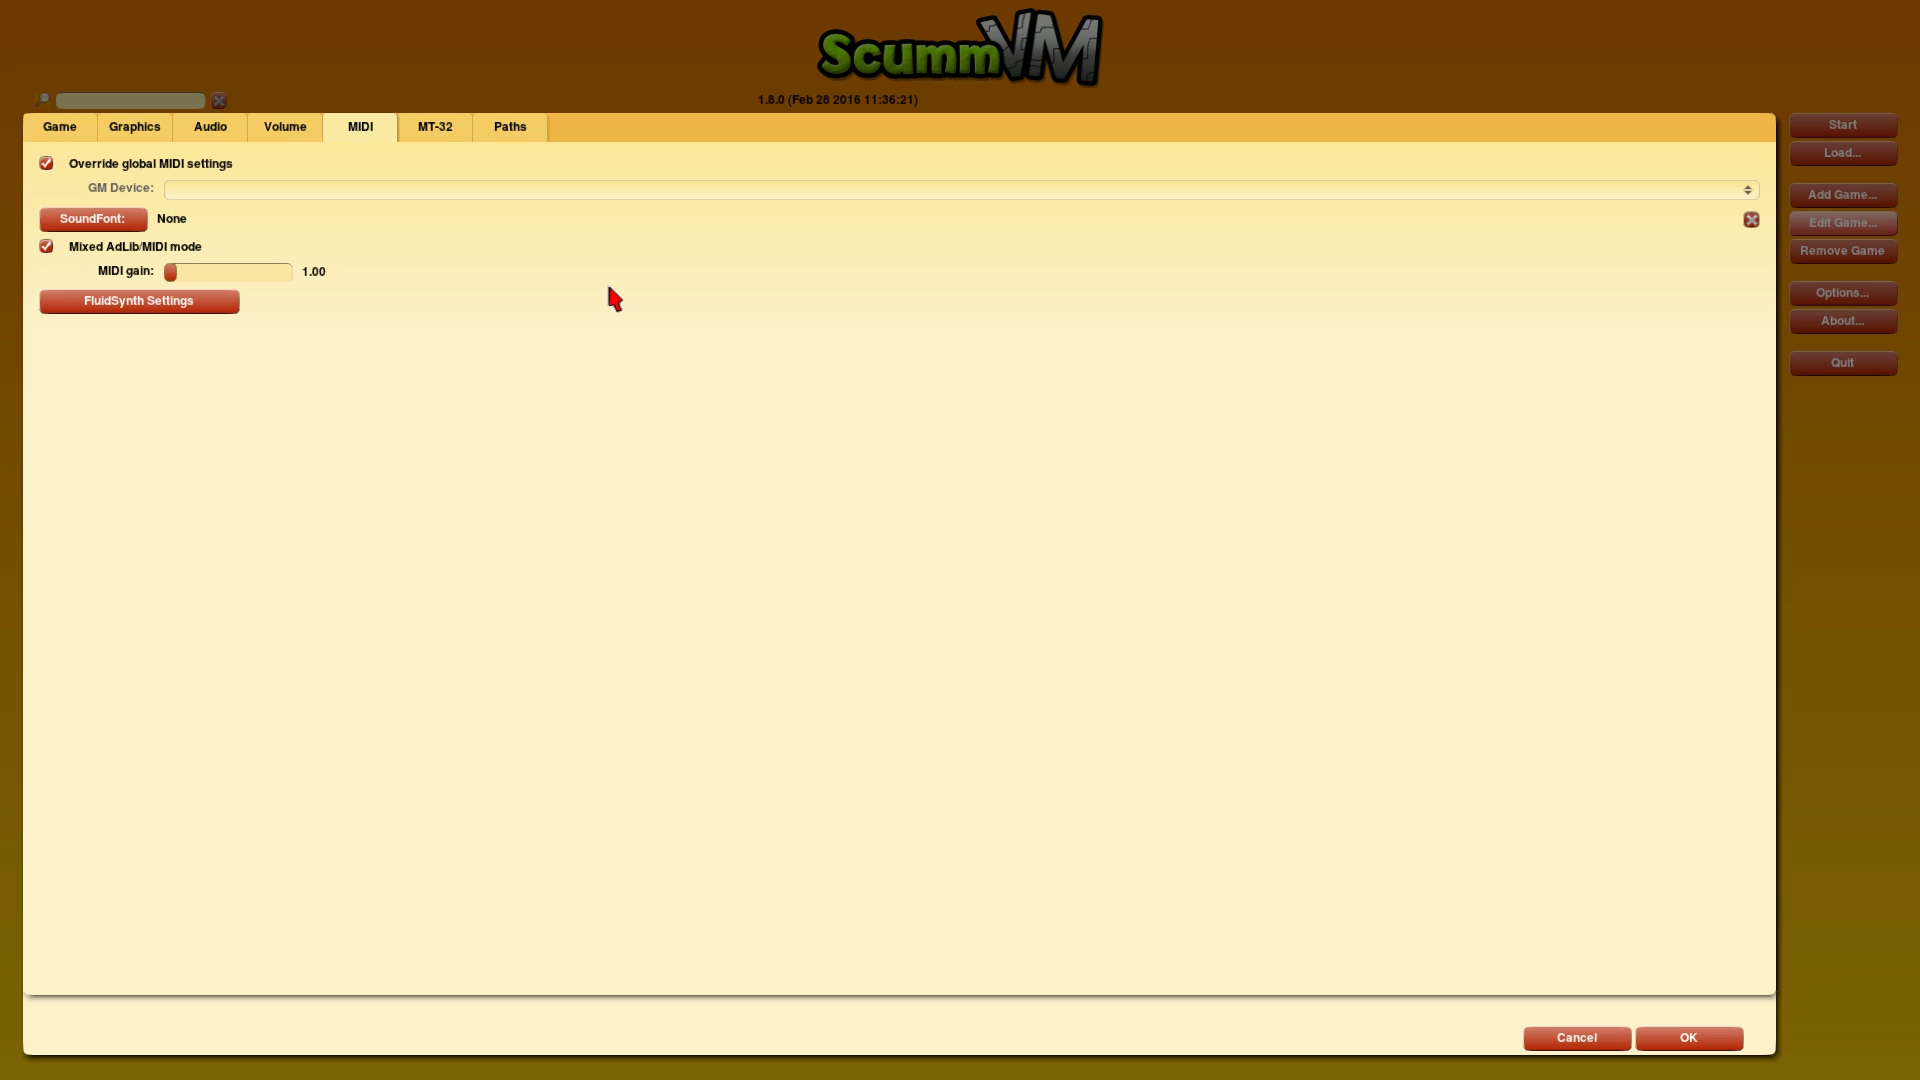 ScummVM
1.8.0 (Feb 28 2016 11:36:21)
Game Graphics Audio Volume MIDI MT-32 Paths
Start
Override global MIDI settings
Load...
GM Device:
Add Game...
SoundFont: None
Edit Game...
Mixed AdLib/MIDI mode
Remove Game
MIDI gain: 1.00
FluidSynth Settings
Options...
About...
Quit
Cancel OK